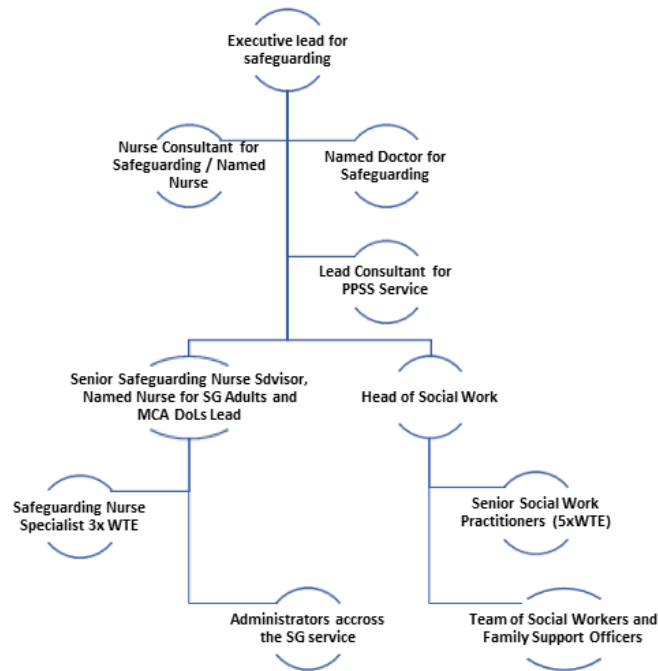 Executive lead for
safeguarding
Nurse Consultant for
Safeguarding / Named
Nurse
Named Doctor for
Safeguarding
Lead Consultant for
PPSS Service
Senior Safeguarding Nurse Sdvisor,
Named Nurse for SG Adults and
MCA DoLs Lead
Head of Social Work
Safeguarding Nurse
Specialist 3x WTE
Senior Social Work
Practitioners (5xWTE)
Administrators accross
the SG service
Team of Social Workers and
Family Support Officers